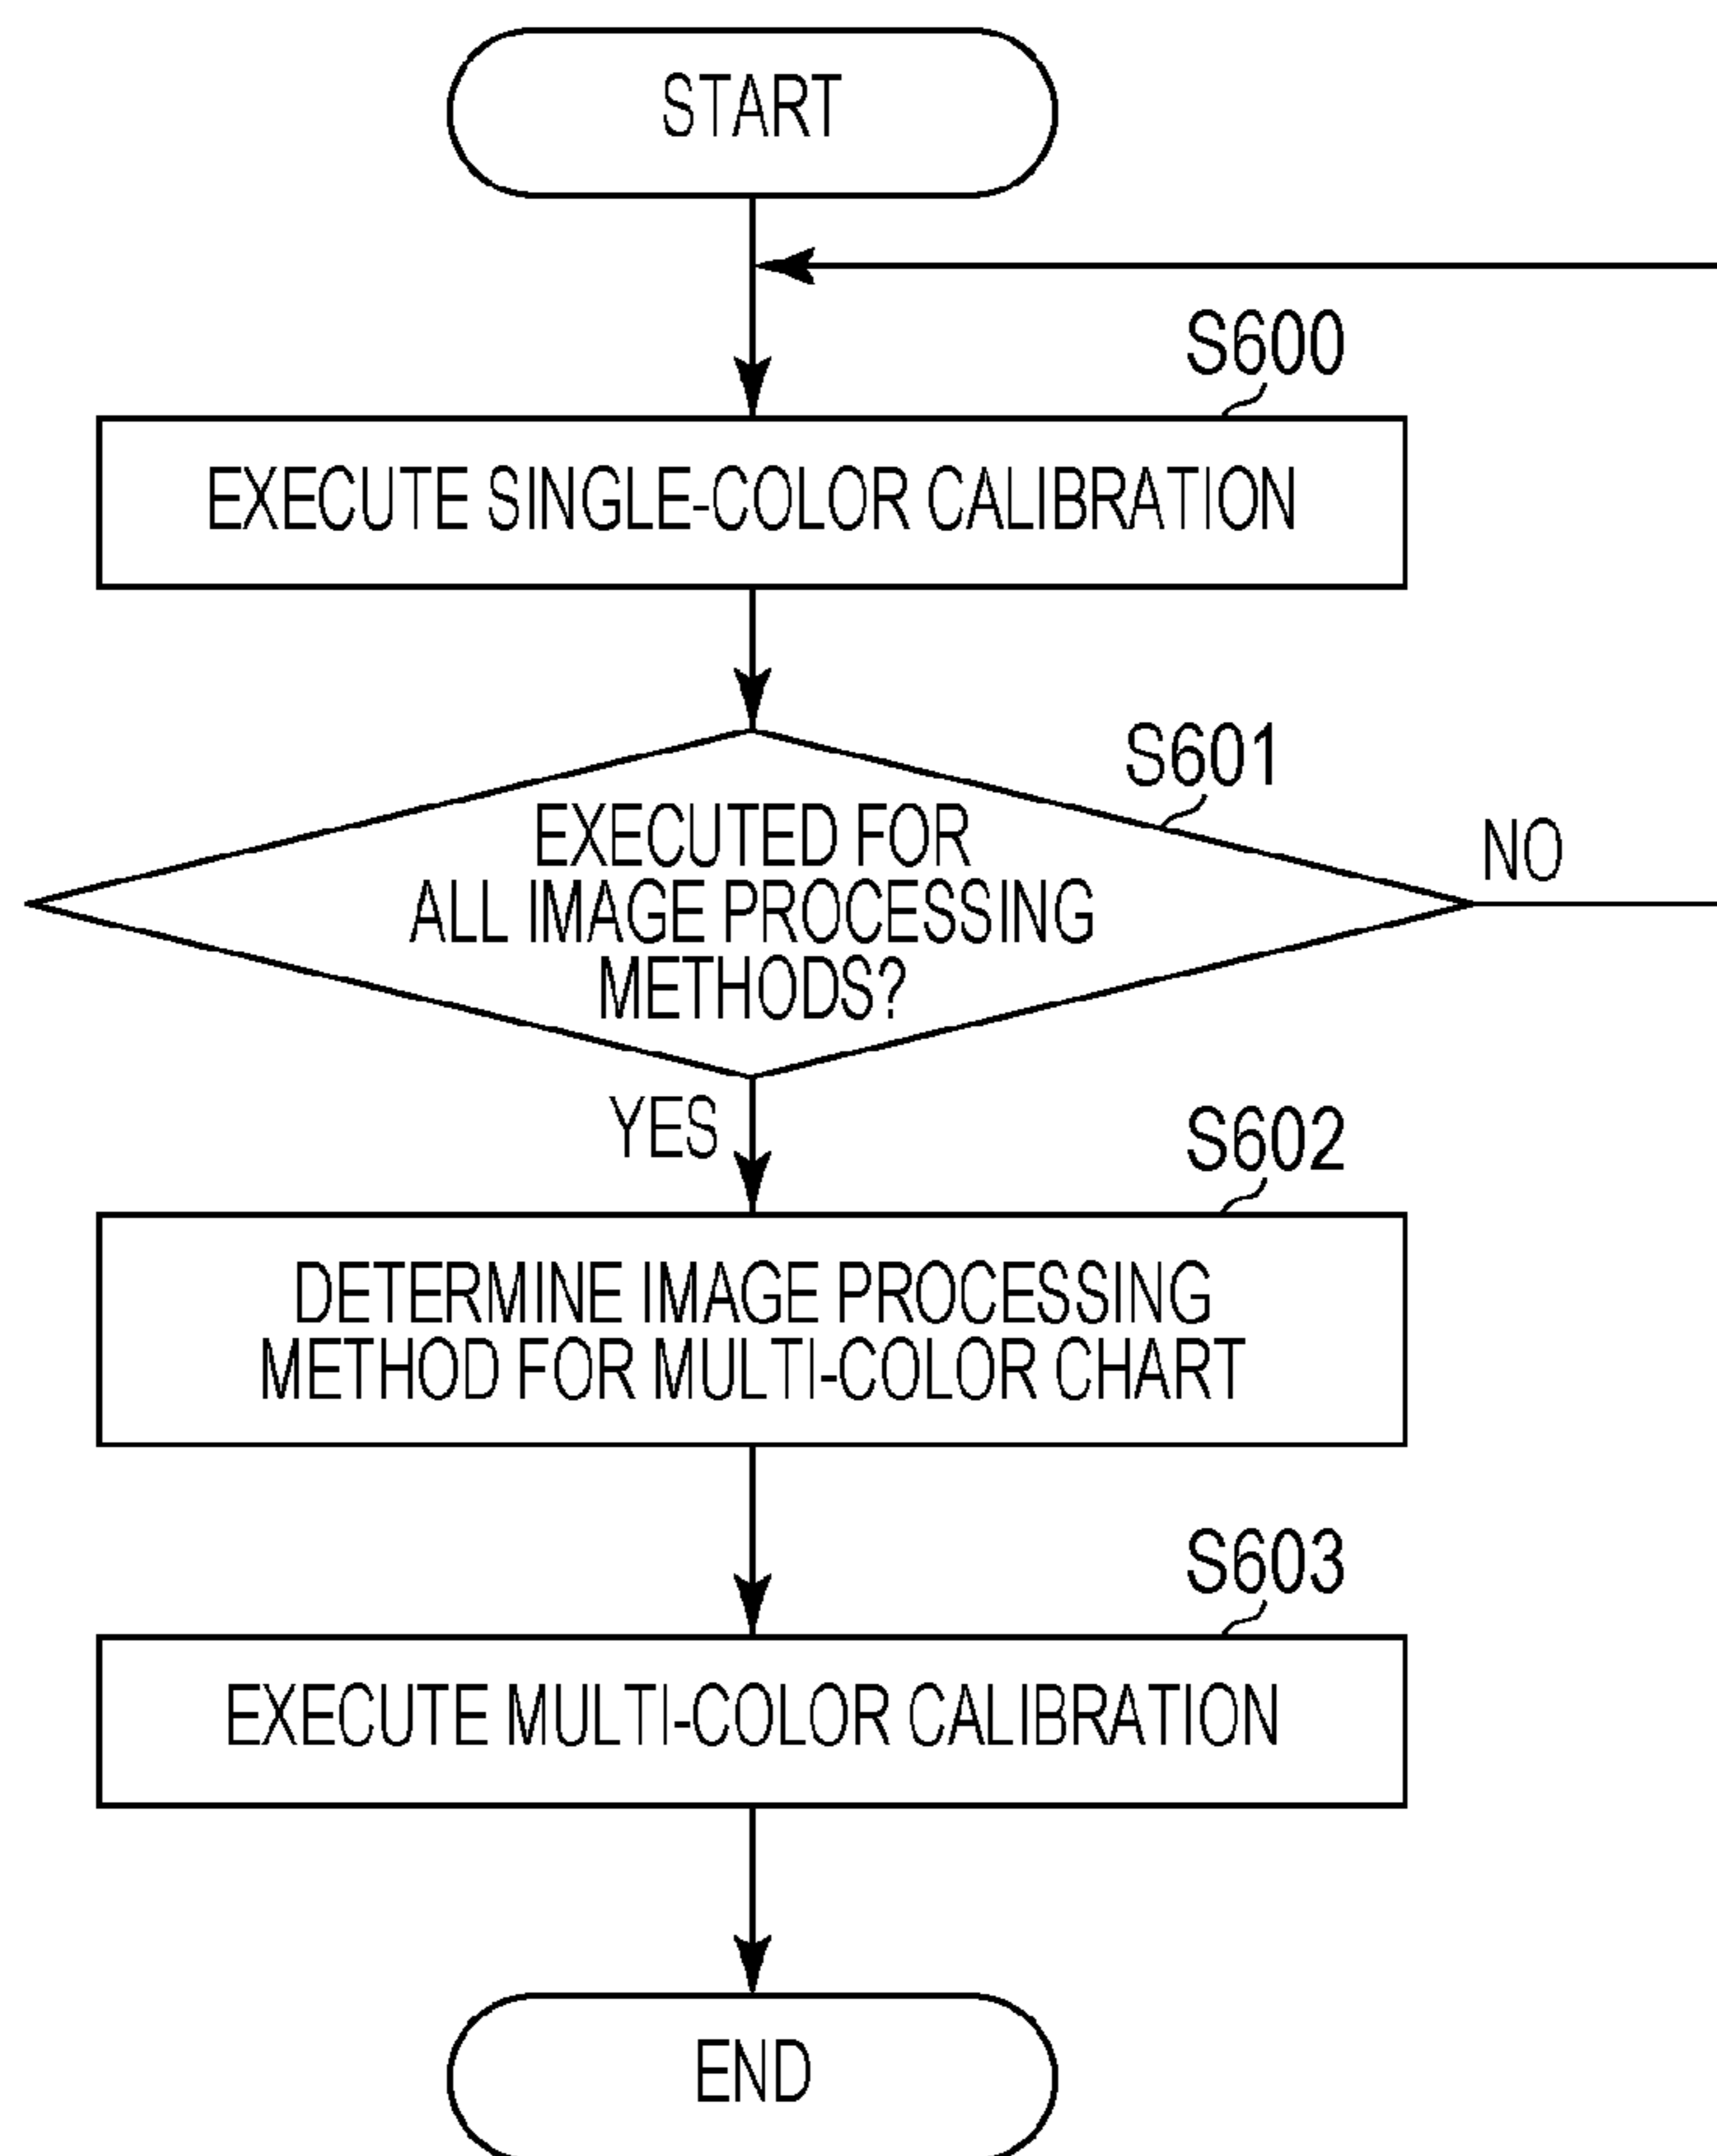 START
S600
EXECUTE SINGLE-COLOR CALIBRATION
S601
EXECUTED FOR
ALL IMAGE PROCESSING
METHODS?
NO
YES
S602
DETERMINE IMAGE PROCESSING
METHOD FOR MULTI-COLOR CHART
S603
EXECUTE MULTI-COLOR CALIBRATION
END